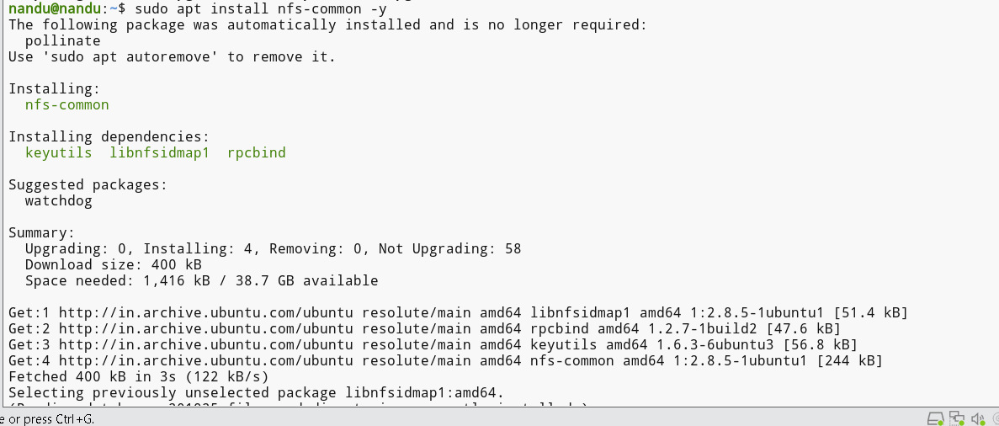 nandu@nandu:~$ sudo apt install nfs-common -y
The following package was automatically installed and is no longer required:
  pollinate
Use 'sudo apt autoremove' to remove it.

Installing:
  nfs-common

Installing dependencies:
  keyutils  libnfsidmap1  rpcbind

Suggested packages:
  watchdog

Summary:
  Upgrading: 0, Installing: 4, Removing: 0, Not Upgrading: 58
  Download size: 400 kB
  Space needed: 1,416 kB / 38.7 GB available

Get:1 http://in.archive.ubuntu.com/ubuntu resolute/main amd64 libnfsidmap1 amd64 1:2.8.5-1ubuntu1 [51.4 kB]
Get:2 http://in.archive.ubuntu.com/ubuntu resolute/main amd64 rpcbind amd64 1.2.7-1build2 [47.6 kB]
Get:3 http://in.archive.ubuntu.com/ubuntu resolute/main amd64 keyutils amd64 1.6.3-6ubuntu3 [56.8 kB]
Get:4 http://in.archive.ubuntu.com/ubuntu resolute/main amd64 nfs-common amd64 1:2.8.5-1ubuntu1 [244 kB]
Fetched 400 kB in 3s (122 kB/s)
Selecting previously unselected package libnfsidmap1:amd64.
e or press Ctrl+G.